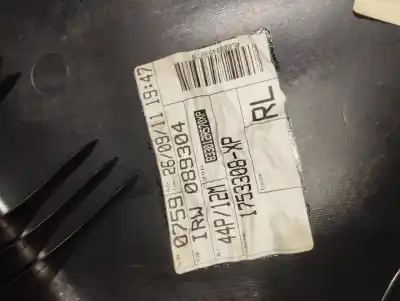 0759 26/09/11 19:47
IRW 089304
44P/12M
1753308-XP
RL